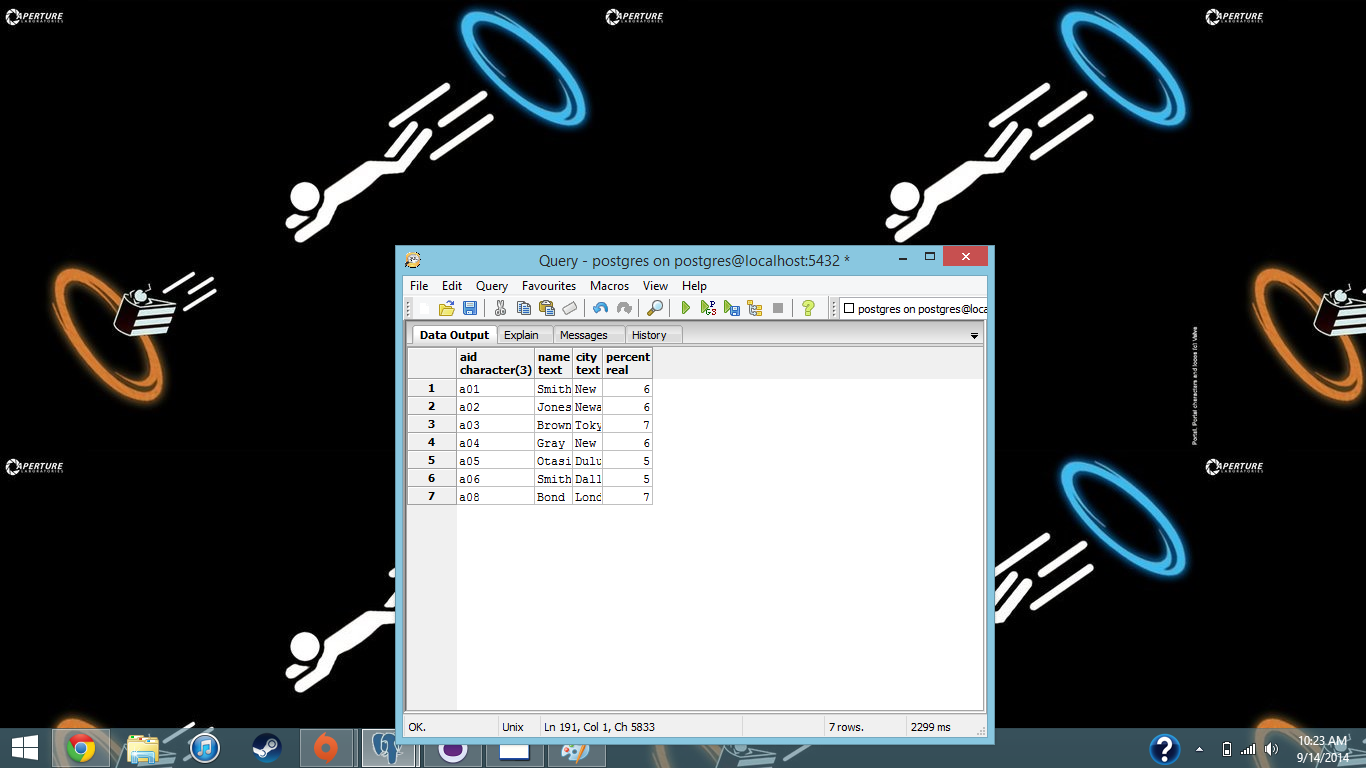 APERTURE
LABORATORIES
APERTURE
LABORATORIES
APERTURE
LABORATORIES
Query - postgres on postgres@localhost:5432 *
File Edit Query Favourites Macros View Help
postgres on postgres@loca
Data Output Explain Messages History
aid name city percent
character(3) text text real
1 a01 Smith New 6
2 a02 Jones Newa 6
3 a03 Brown Toky 7
4 a04 Gray New 6
5 a05 Otasi Dulu 5
6 a06 Smith Dall 5
7 a08 Bond Lond 7
Portal. Portal characters and logos (c) Valve
APERTURE
LABORATORIES
APERTURE
LABORATORIES
OK. Unix Ln 191, Col 1, Ch 5833 7 rows. 2299 ms
10:23 AM
9/14/2014